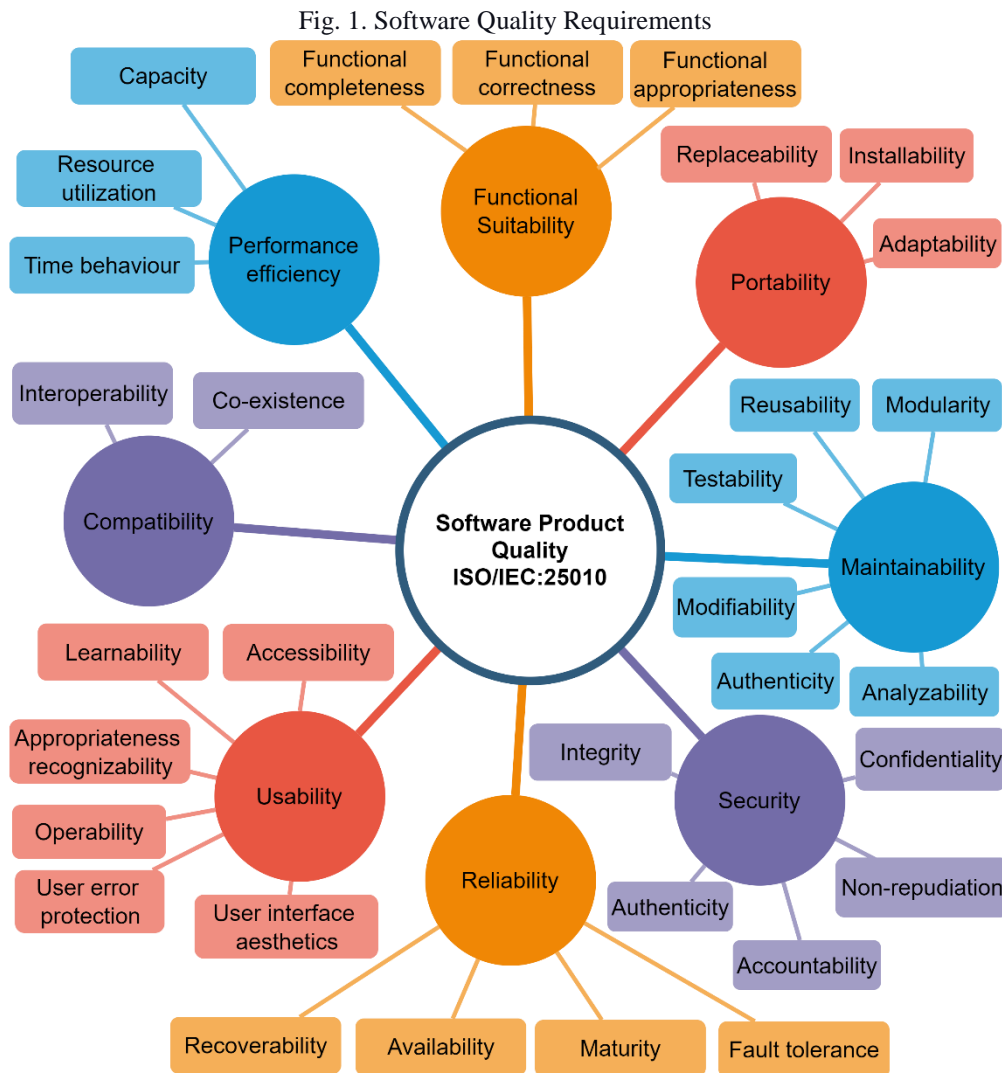 Fig. 1. Software Quality Requirements
Capacity
Functional
completeness
Functional
correctness
Functional
appropriateness
Resource
utilization
Time behaviour
Performance
efficiency
Functional
Suitability
Replaceability
Installability
Adaptability
Portability
Interoperability
Co-existence
Compatibility
Software Product
Quality
ISO/IEC:25010
Reusability
Modularity
Testability
Maintainability
Modifiability
Authenticity
Analyzability
Learnability
Accessibility
Appropriateness
recognizability
Usability
Operability
User error
protection
User interface
aesthetics
Reliability
Recoverability
Availability
Maturity
Fault tolerance
Integrity
Confidentiality
Security
Non-repudiation
Authenticity
Accountability